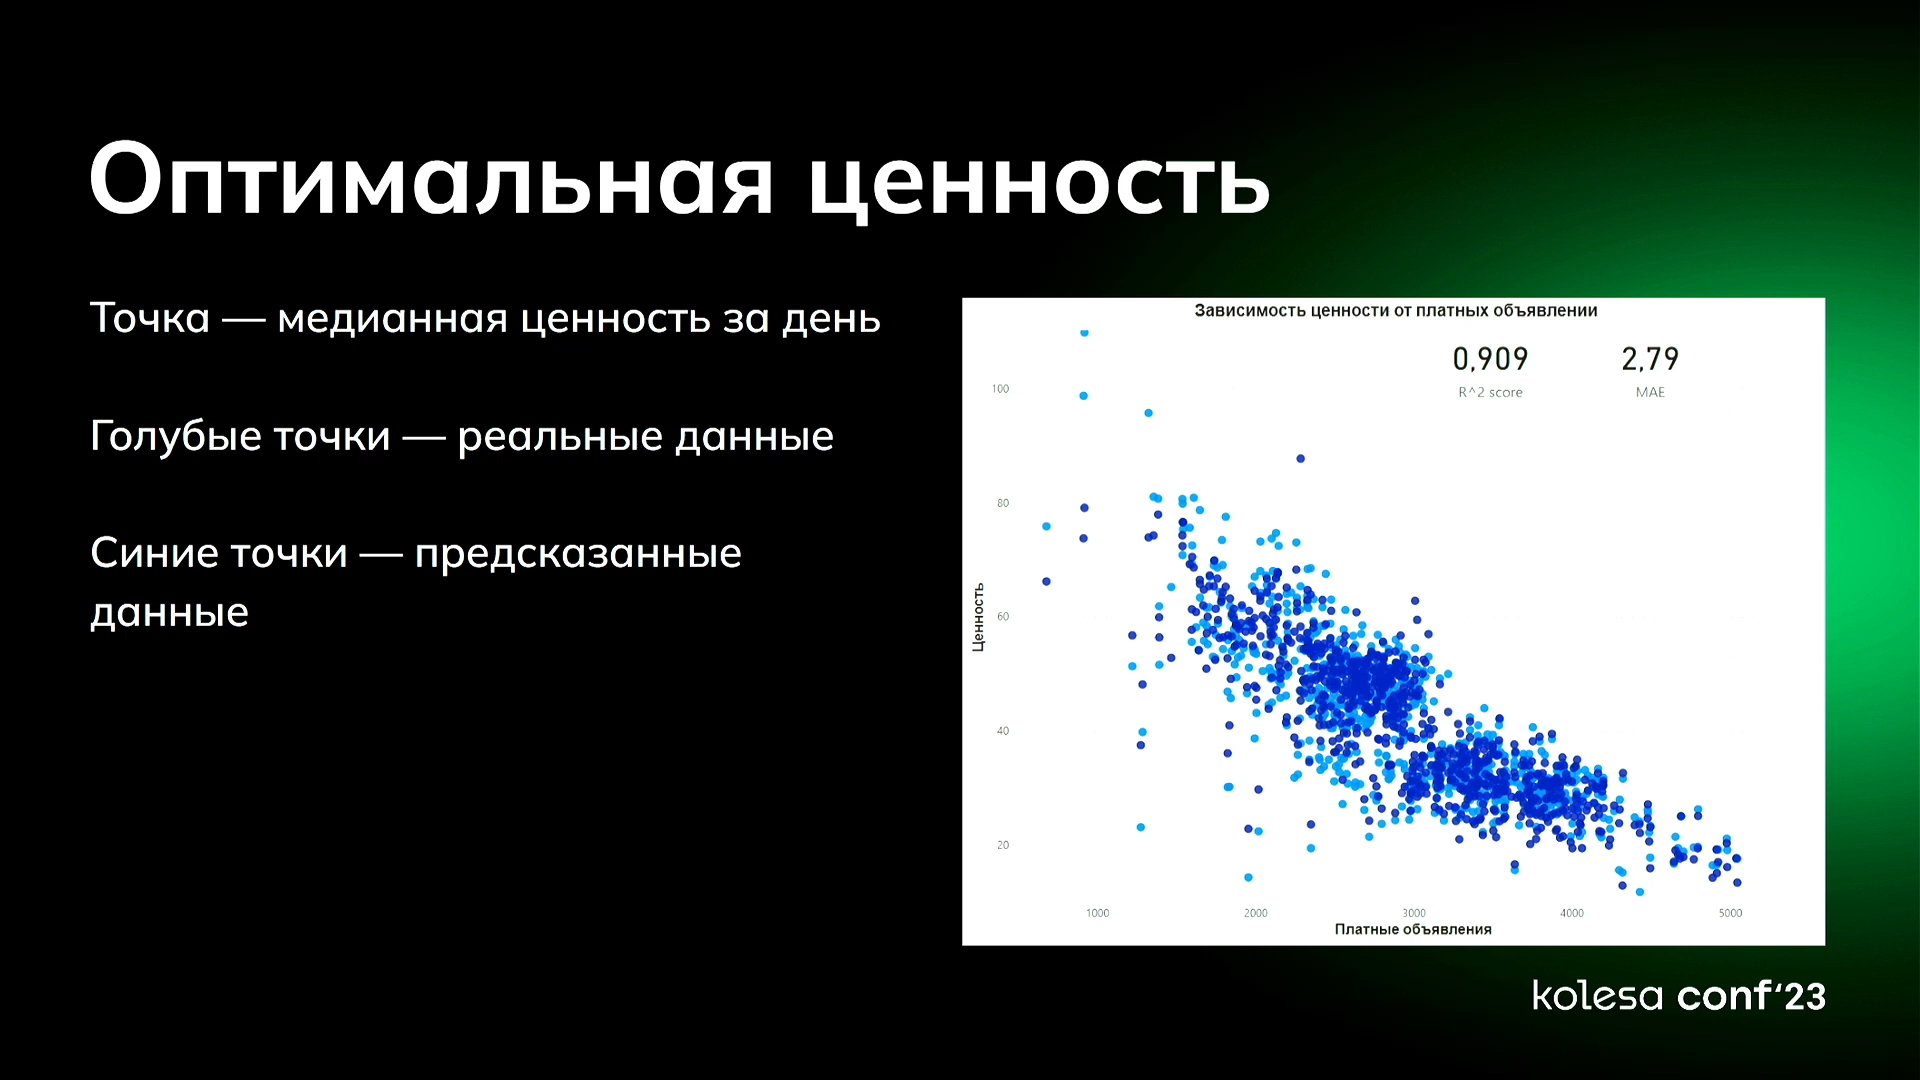 Оптимальная ценность
Точка — медианная ценность за день
Голубые точки — реальные данные
Синие точки — предсказанные
данные
Зависимость ценности от платных объявлении
0,909
R^2 score
2,79
MAE
100
80
60
40
20
Ценность
1000
2000
3000
4000
5000
Платные объявления
kolesa conf‘23